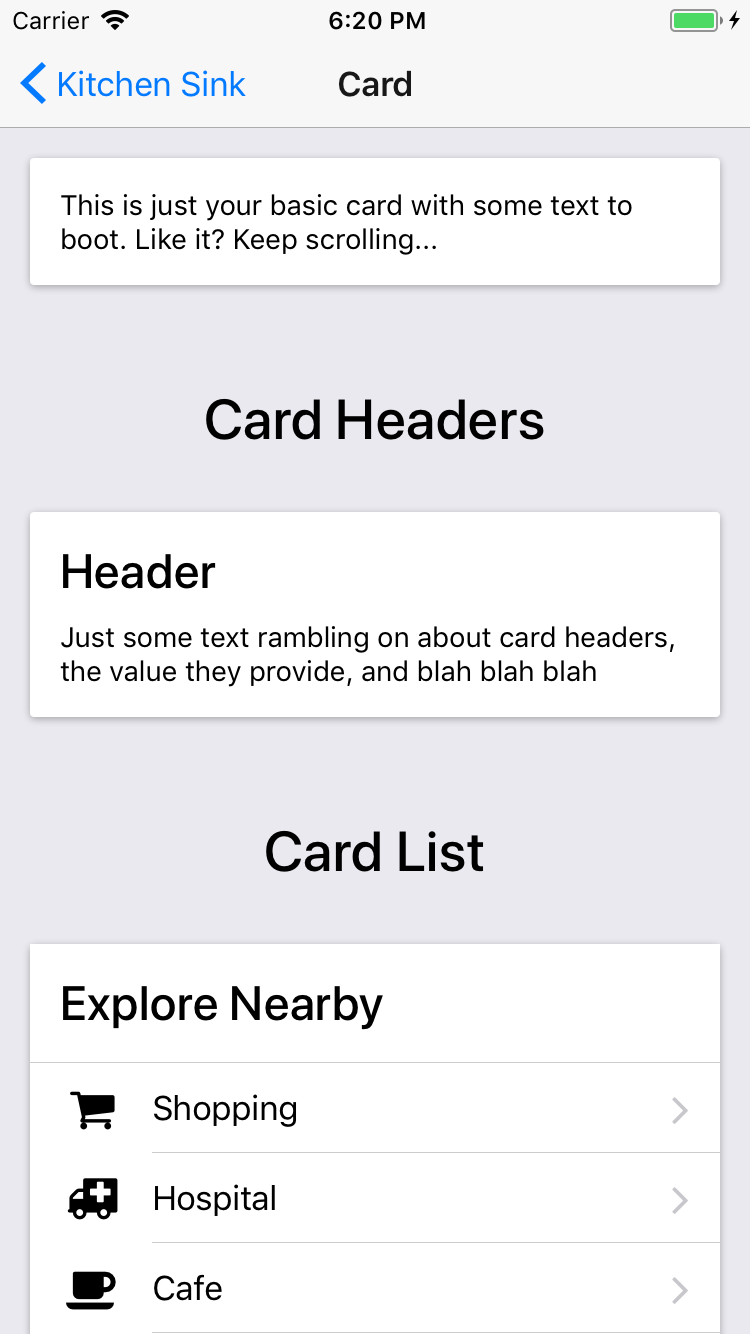 Carrier 6:20 PM
Kitchen Sink Card
This is just your basic card with some text to
boot. Like it? Keep scrolling...
Card Headers
Header
Just some text rambling on about card headers,
the value they provide, and blah blah blah
Card List
Explore Nearby
Shopping
Hospital
Cafe